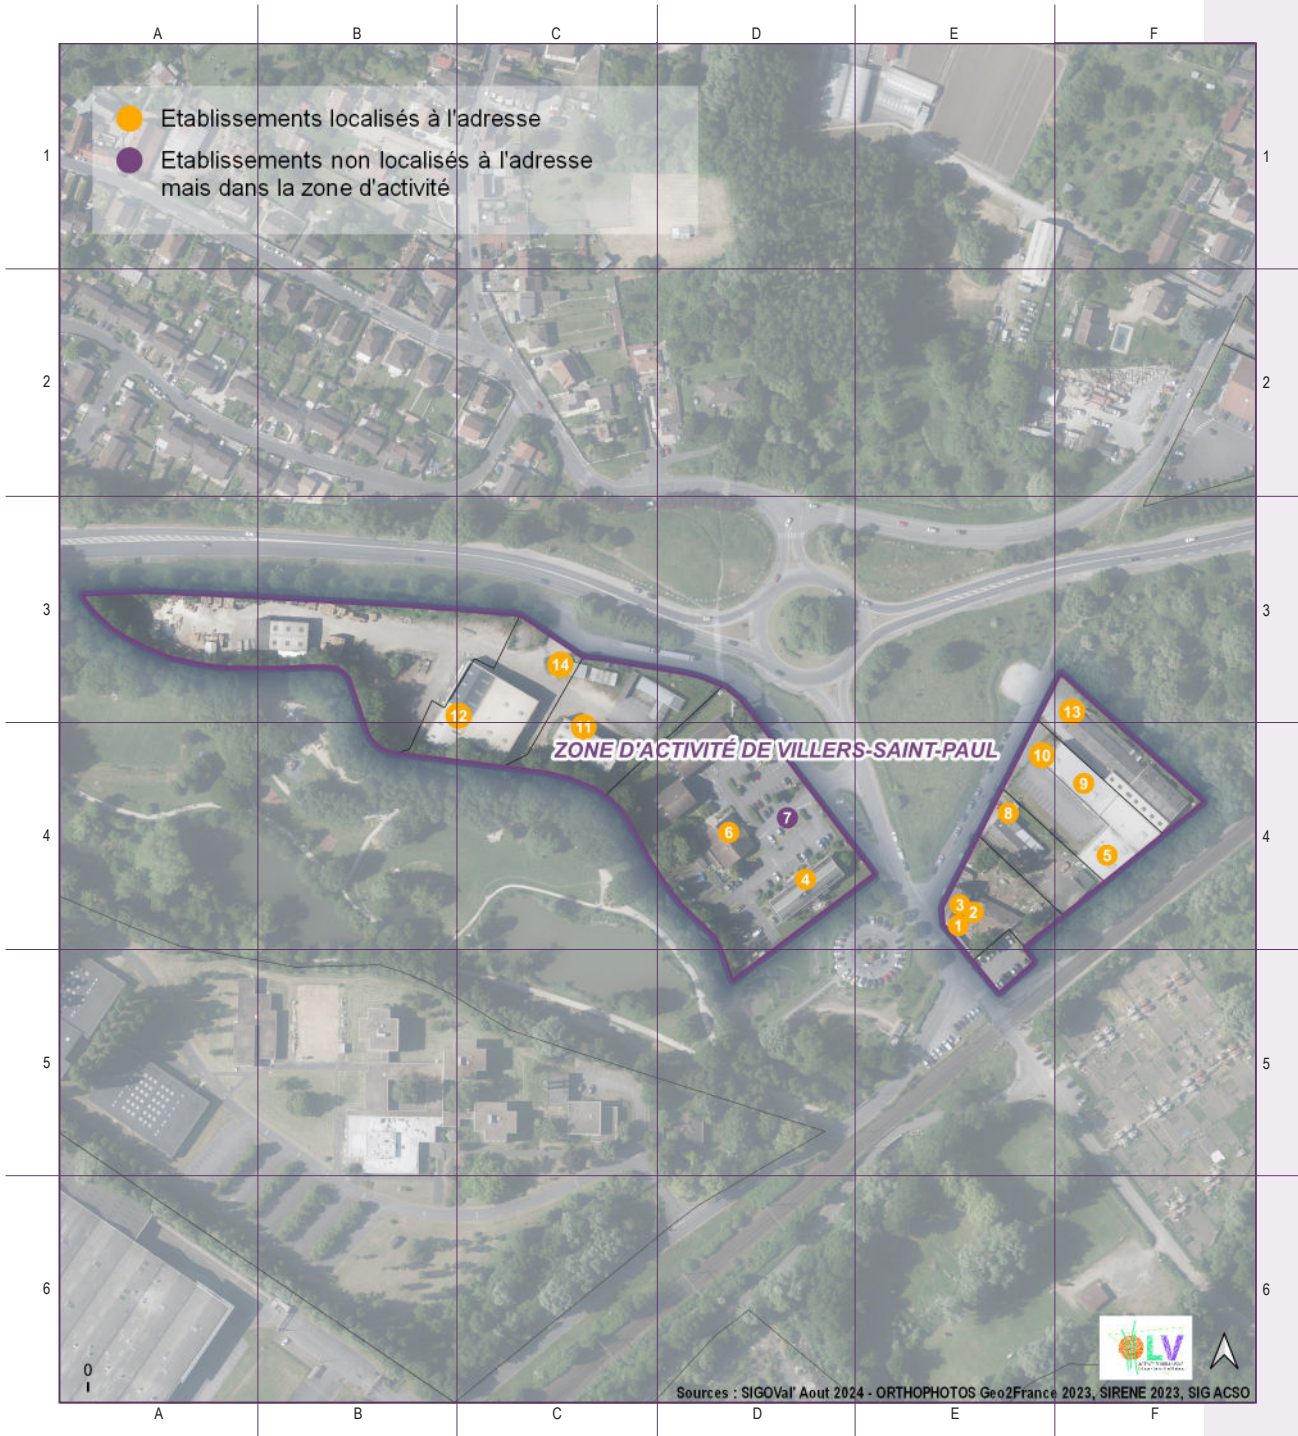 A B C D E F
Etablissements localisés à l'adresse
1 Etablissements non localisés à l'adresse 1
mais dans la zone d'activité
2 2
3 3
14
12
11
13
ZONE D'ACTIVITÉ DE VILLERS-SAINT-PAUL
10
9
7
8
4 6 4
5
4
3
2
1
5 5
6 6
LV
0
Sources : SIGOVal' Aout 2024 - ORTHOPHOTOS Geo2France 2023, SIRENE 2023, SIG ACSO
A B C D E F